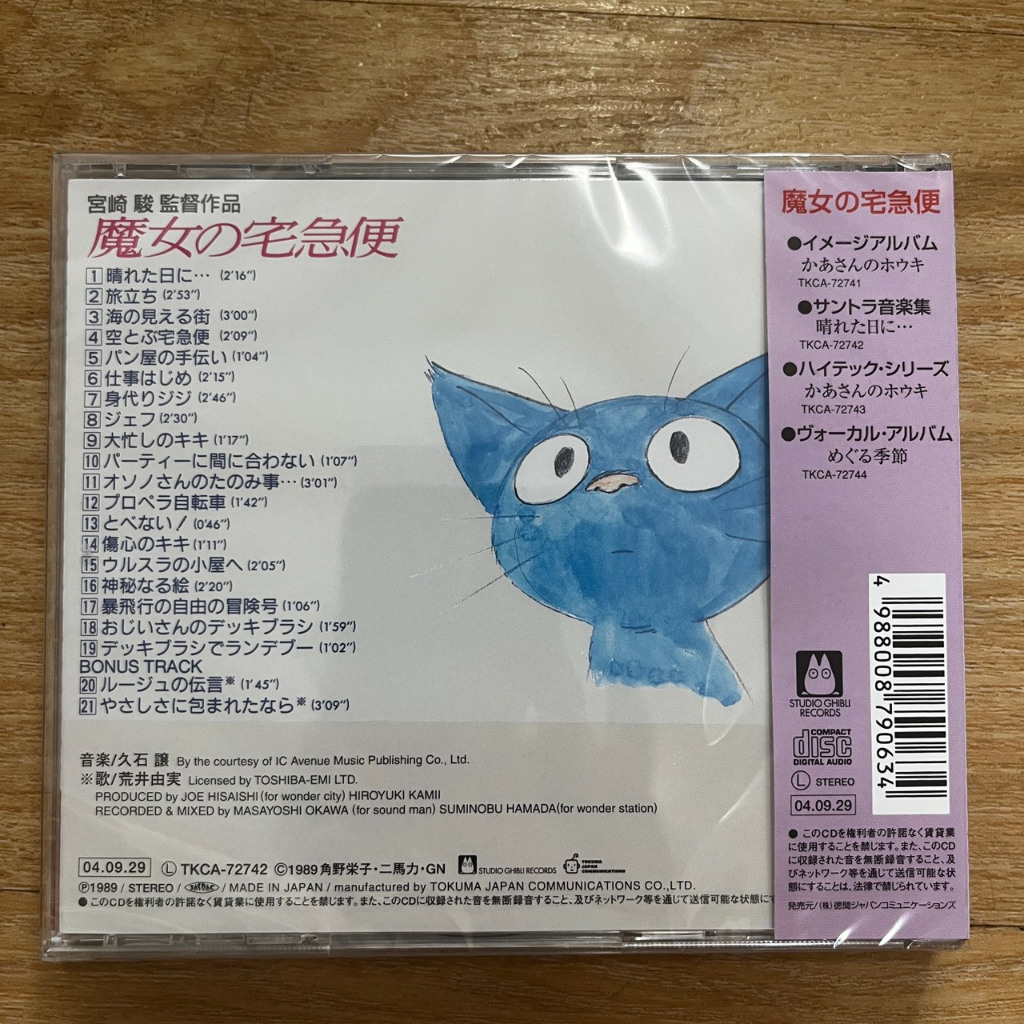 宮崎 駿 監督作品
魔女の宅急便
1 晴れた日に… (2'16")
2 旅立ち (2'53")
3 海の見える街 (3'00")
4 空とぶ宅急便 (2'09")
5 パン屋の手伝い (1'04")
6 仕事はじめ (2'15")
7 身代りジジ (2'46")
8 ジェフ (2'30")
9 大忙しのキキ (1'17")
10 パーティーに間に合わない (1'07")
11 オソノさんのたのみ事… (3'01")
12 プロペラ自転車 (1'42")
13 とべない! (0'46")
14 傷心のキキ (1'11")
15 ウルスラの小屋へ (2'05")
16 神秘なる絵 (2'20")
17 暴飛行の自由の冒険号 (1'06")
18 おじいさんのデッキブラシ (1'59")
19 デッキブラシでランデブー (1'02")
BONUS TRACK
20 ルージュの伝言※ (1'45")
21 やさしさに包まれたなら※ (3'09")
音楽/久石 譲 By the courtesy of IC Avenue Music Publishing Co., Ltd.
※歌/荒井由実 Licensed by TOSHIBA-EMI LTD.
PRODUCED by JOE HISAISHI (for wonder city) HIROYUKI KAMII
RECORDED & MIXED by MASAYOSHI OKAWA (for sound man) SUMINOBU HAMADA (for wonder station)
04.09.29 Ⓛ TKCA-72742 ©1989 角野栄子・二馬力・GN STUDIO GHIBLI RECORDS TOKUMA JAPAN COMMUNICATIONS
℗1989 / STEREO / JASRAC / MADE IN JAPAN / manufactured by TOKUMA JAPAN COMMUNICATIONS CO., LTD.
●このCDを権利者の許諾なく賃貸業に使用することを禁じます。また、このCDに収録された音を無断録音すること、及びネットワーク等を通じて送信可能な状態に
魔女の宅急便
●イメージアルバム
かあさんのホウキ
TKCA-72741
●サントラ音楽集
晴れた日に…
TKCA-72742
●ハイテック・シリーズ
かあさんのホウキ
TKCA-72743
●ヴォーカル・アルバム
めぐる季節
TKCA-72744
4 988008 790634
STUDIO GHIBLI
RECORDS
COMPACT
disc
DIGITAL AUDIO
Ⓛ STEREO
04.09.29
●このCDを権利者の許諾なく賃貸業
に使用することを禁じます。また、このCD
に収録された音を無断録音すること、及
びネットワーク等を通じて送信可能な状
態にすることは、法律で禁じられています。
発売元/(株)徳間ジャパンコミュニケーションズ